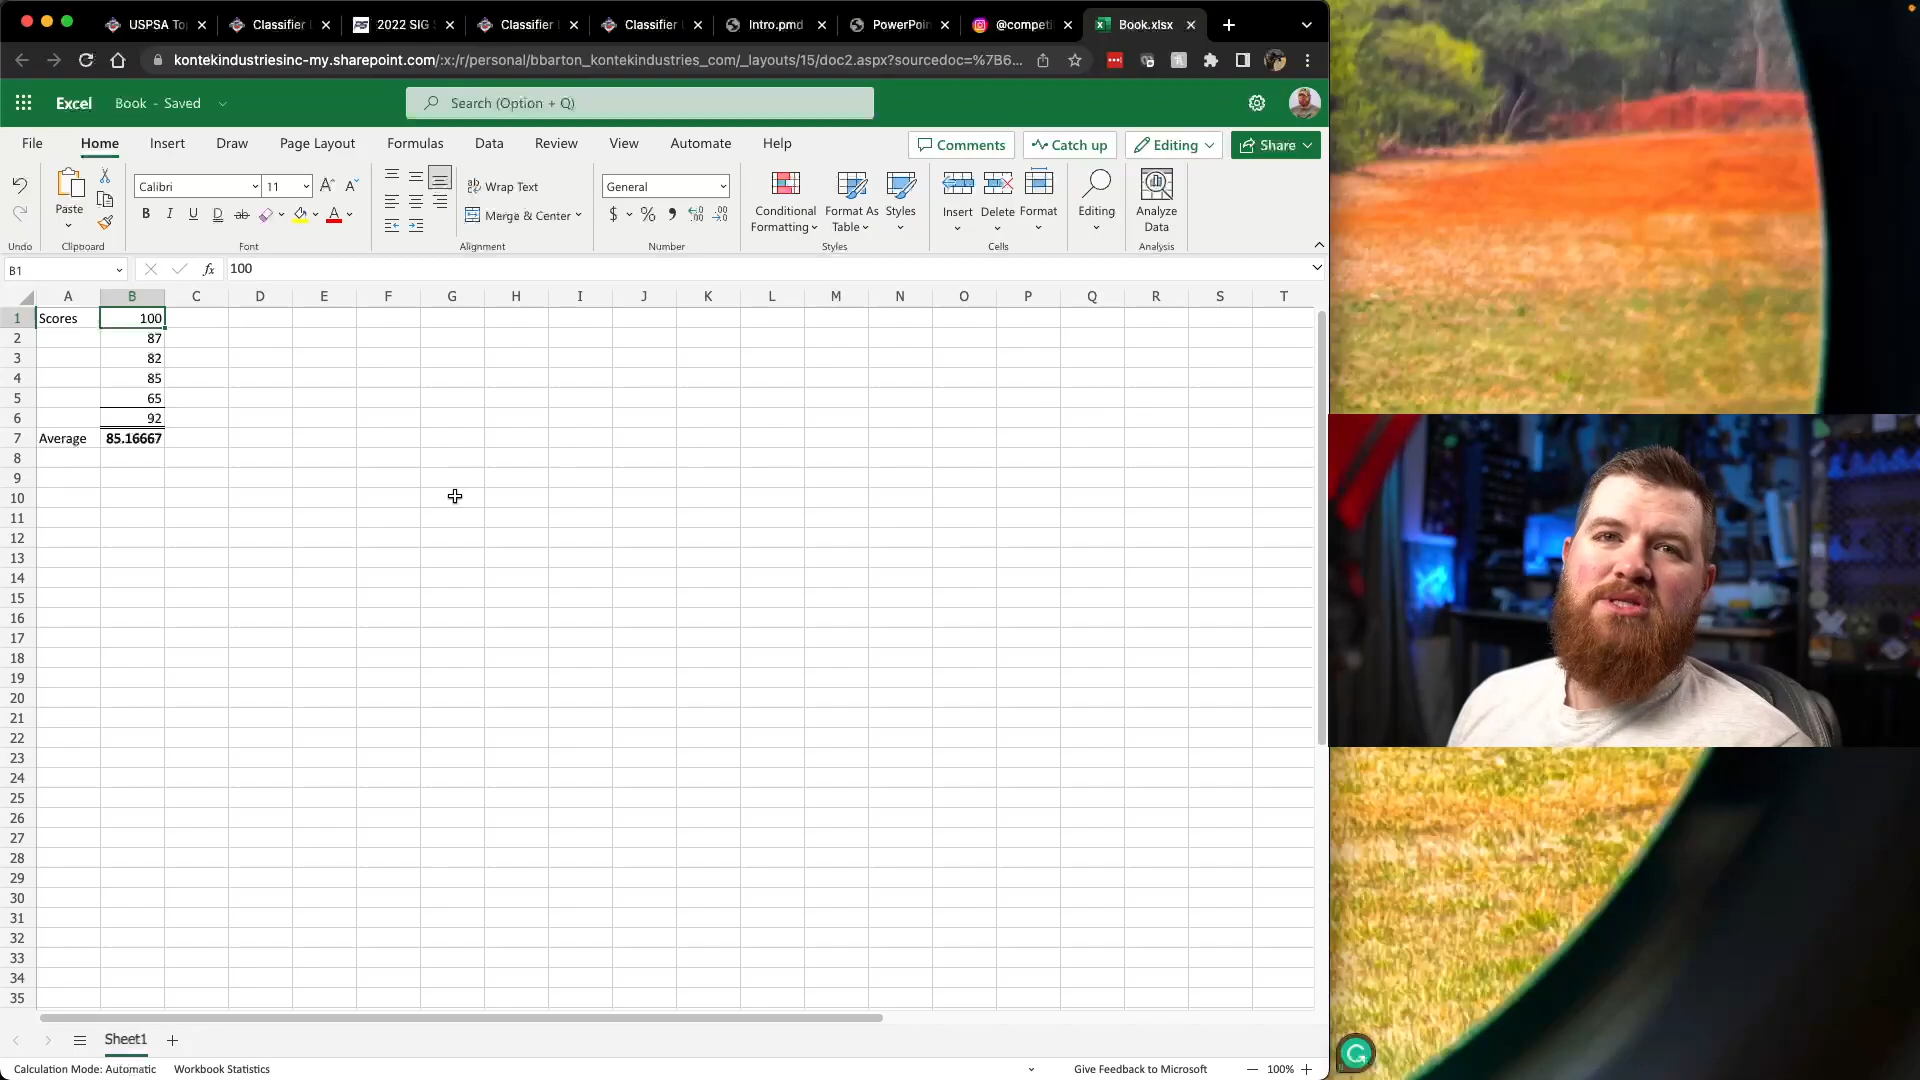 USPSA To
Classifier
2022 SIG
Classifier
Classifier
Intro.pmd
PowerPoin
@competi
Book.xlsx
kontekindustriesinc-my.sharepoint.com/:x:/r/personal/bbarton_kontekindustries_com/_layouts/15/doc2.aspx?sourcedoc=%7B6...
Excel Book - Saved Search (Option + Q)
File Home Insert Draw Page Layout Formulas Data Review View Automate Help Comments Catch up Editing Share
Calibri 11 A A Wrap Text General
Paste B I U D ab A Merge & Center $ % Conditional Formatting Format As Table Styles Insert Delete Format Editing Analyze Data
Undo Clipboard Font Alignment Number Styles Cells Analysis
B1 fx 100
A B C D E F G H I J K L M N O P Q R S T
1 Scores 100
2 87
3 82
4 85
5 65
6 92
7 Average 85.16667
8
9
10
11
12
13
14
15
16
17
18
19
20
21
22
23
24
25
26
27
28
29
30
31
32
33
34
35
Sheet1
Calculation Mode: Automatic Workbook Statistics Give Feedback to Microsoft 100%